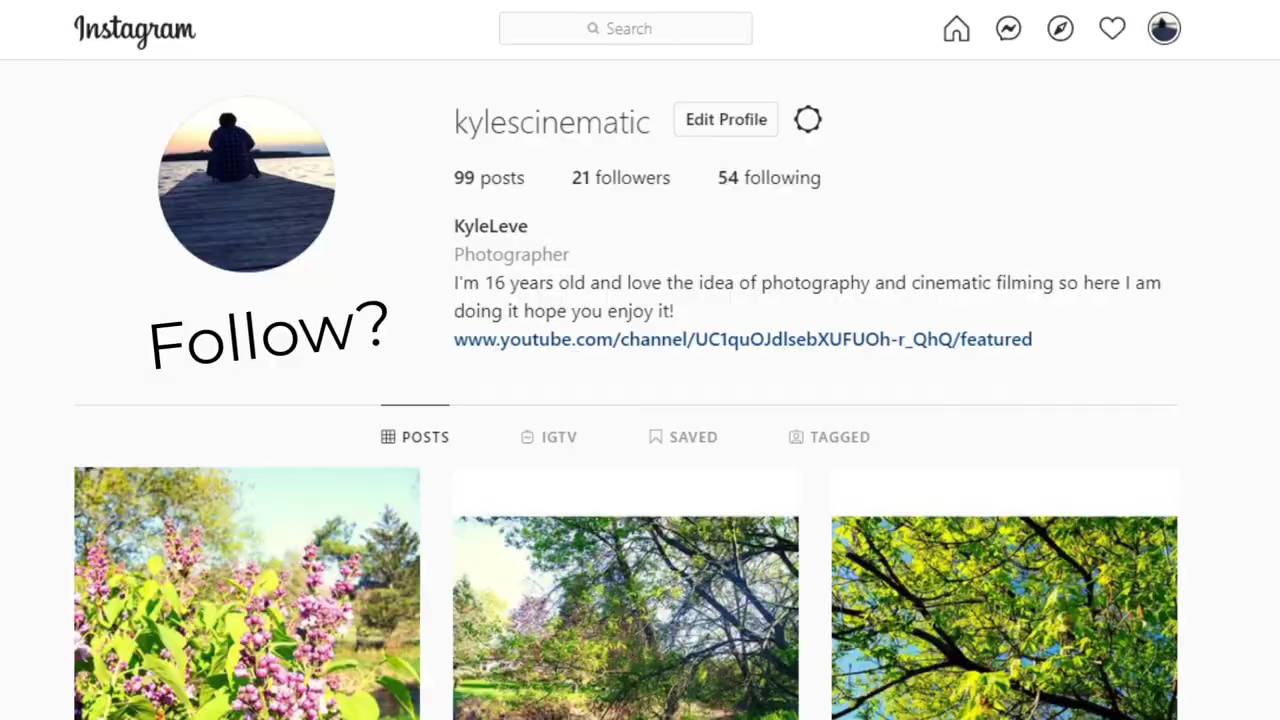 Instagram
Search
kylescinematic
Edit Profile
99 posts 21 followers 54 following
KyleLeve
Photographer
I'm 16 years old and love the idea of photography and cinematic filming so here I am
doing it hope you enjoy it!
www.youtube.com/channel/UC1quOJdlsebXUFUOh-r_QhQ/featured
Follow?
POSTS IGTV SAVED TAGGED